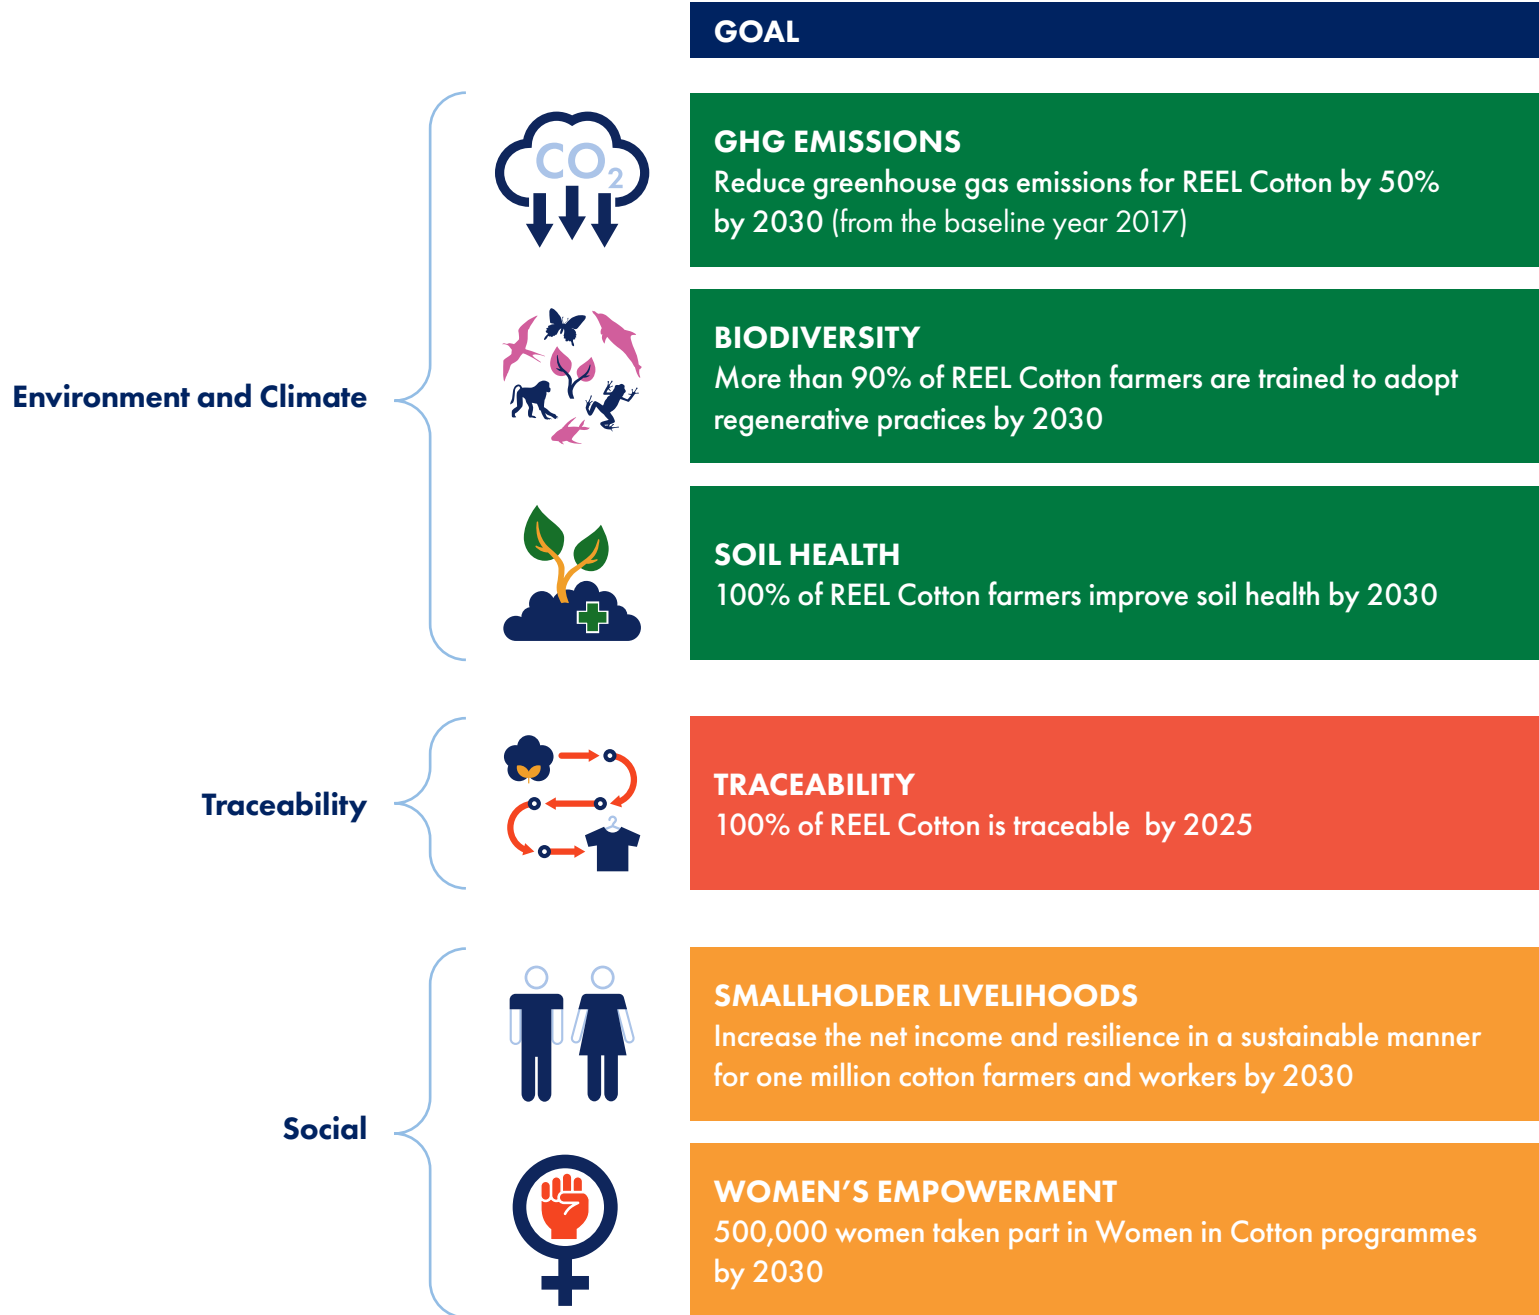 GOAL
Environment and Climate
CO2
GHG EMISSIONS
Reduce greenhouse gas emissions for REEL Cotton by 50%
by 2030 (from the baseline year 2017)
BIODIVERSITY
More than 90% of REEL Cotton farmers are trained to adopt
regenerative practices by 2030
SOIL HEALTH
100% of REEL Cotton farmers improve soil health by 2030
Traceability
TRACEABILITY
100% of REEL Cotton is traceable  by 2025
Social
SMALLHOLDER LIVELIHOODS
Increase the net income and resilience in a sustainable manner
for one million cotton farmers and workers by 2030
WOMEN’S EMPOWERMENT
500,000 women taken part in Women in Cotton programmes
by 2030